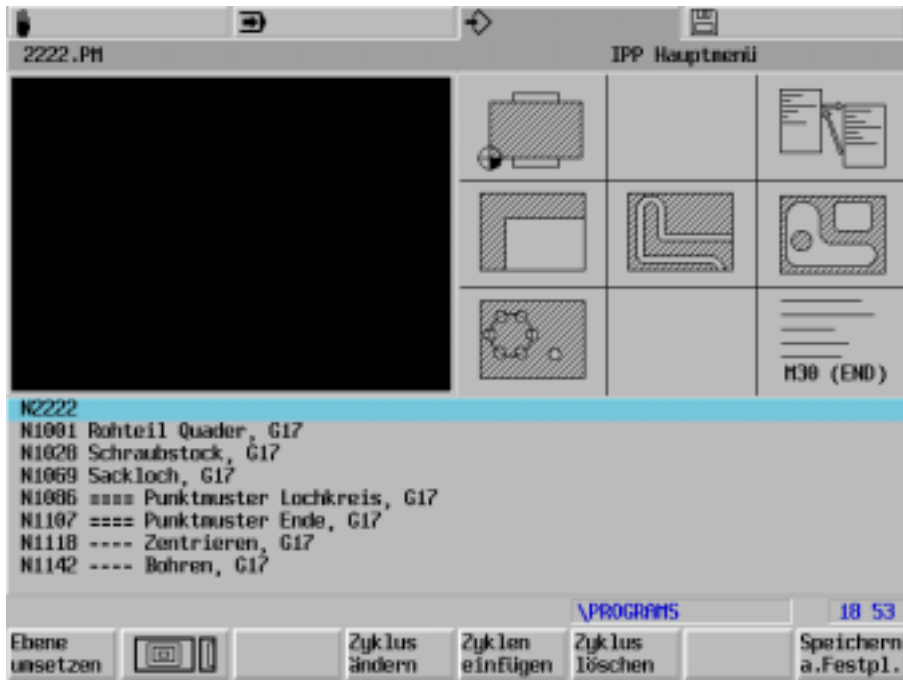 2222.PM
IPP Hauptmenü
M30 (END)
N2222
N1001 Rohteil Quader, G17
N1028 Schraubstock, G17
N1069 Sackloch, G17
N1086 ==== Punktmuster Lochkreis, G17
N1107 ==== Punktmuster Ende, G17
N1118 ---- Zentrieren, G17
N1142 ---- Bohren, G17
\PROGRAMS
18 53
Ebene umsetzen
Zyklus ändern
Zyklen einfügen
Zyklus löschen
Speichern a.Festpl.